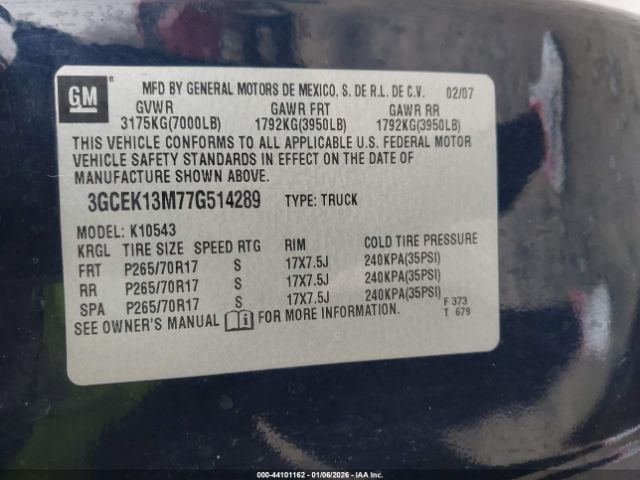 GM ®
MFD BY GENERAL MOTORS DE MEXICO, S. DE R.L. DE C.V. 02/07
GVWR GAWR FRT GAWR RR
3175KG(7000LB) 1792KG(3950LB) 1792KG(3950LB)
THIS VEHICLE CONFORMS TO ALL APPLICABLE U.S. FEDERAL MOTOR
VEHICLE SAFETY STANDARDS IN EFFECT ON THE DATE OF
MANUFACTURE SHOWN ABOVE.
3GCEK13M77G514289 TYPE: TRUCK
MODEL: K10543
KRGL TIRE SIZE SPEED RTG RIM COLD TIRE PRESSURE
FRT P265/70R17 S 17X7.5J 240KPA(35PSI)
RR P265/70R17 S 17X7.5J 240KPA(35PSI)
SPA P265/70R17 S 17X7.5J 240KPA(35PSI)
F 373
SEE OWNER'S MANUAL FOR MORE INFORMATION. T 679
000-44101162 - 01/06/2026 - IAA Inc.